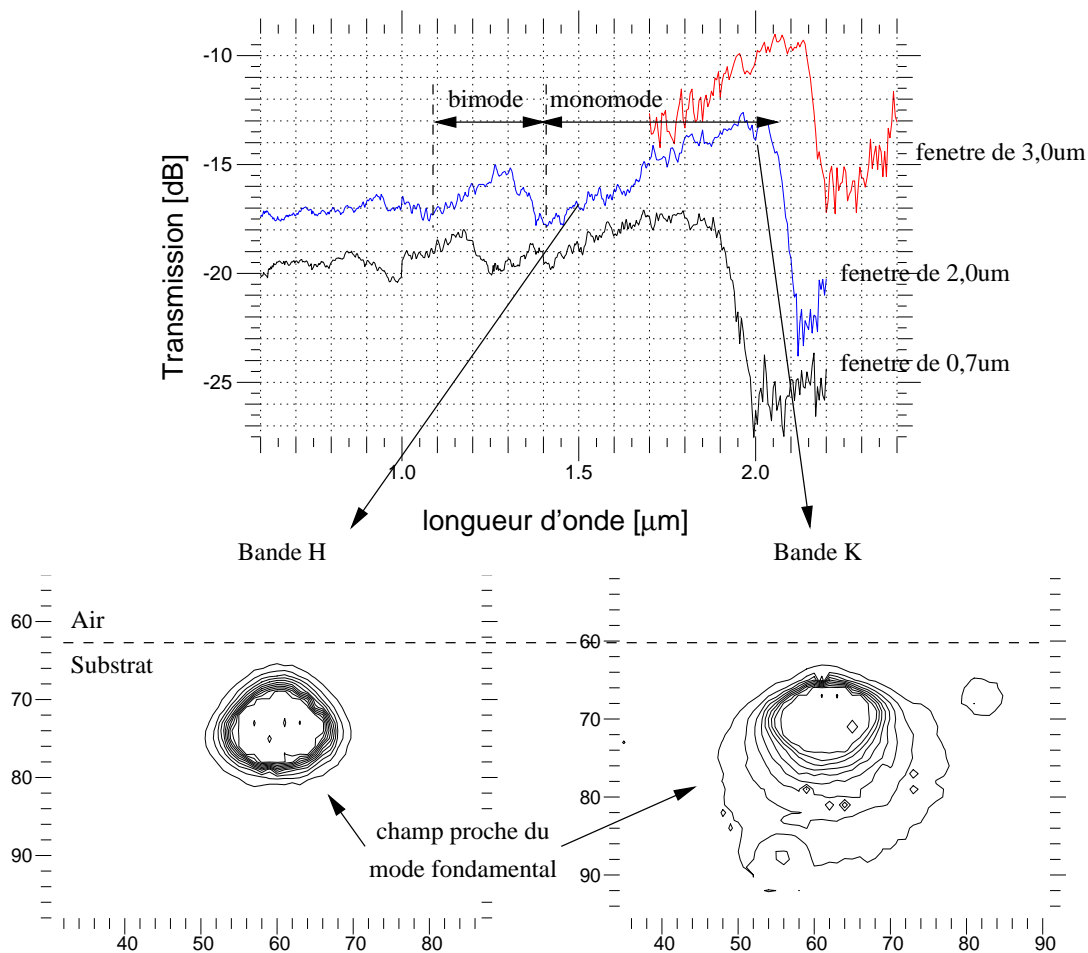 -10
-15
-20
-25
Transmission [dB]
bimode
monomode
fenetre de 3,0um
fenetre de 2,0um
fenetre de 0,7um
1.0
1.5
2.0
longueur d'onde [μm]
Bande H
Bande K
60
70
80
90
Air
Substrat
40
50
60
70
80
champ proche du
mode fondamental
60
70
80
90
40
50
60
70
80
90